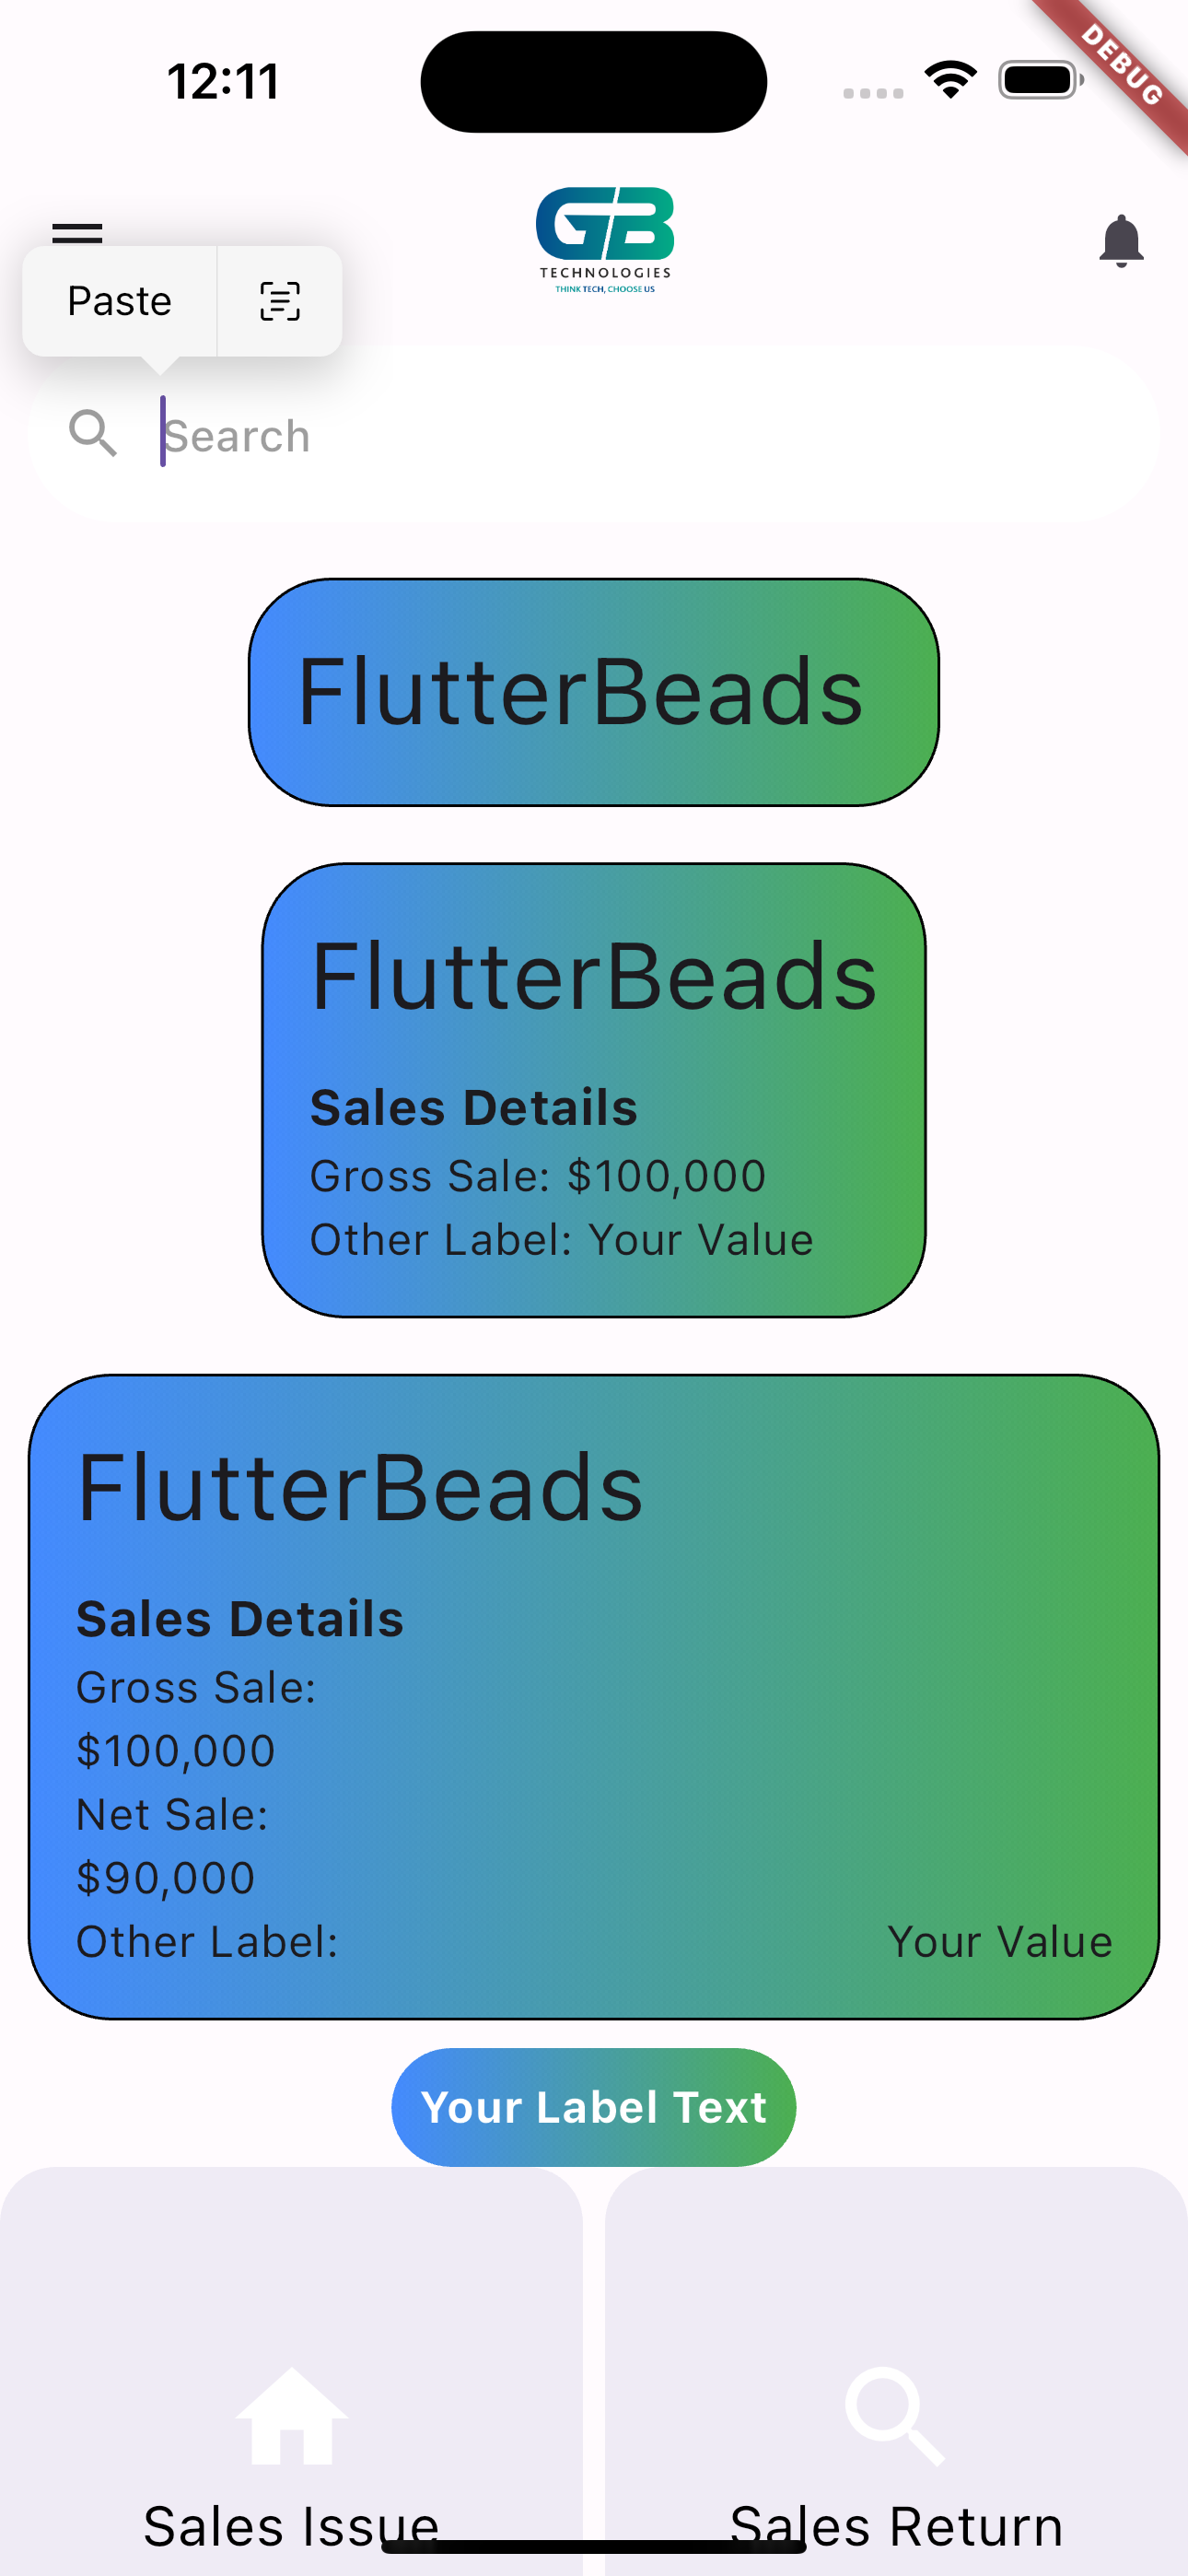 12:11
DEBUG
GB
TECHNOLOGIES
THINK TECH, CHOOSE US
Paste
Search
FlutterBeads
FlutterBeads
Sales Details
Gross Sale: $100,000
Other Label: Your Value
FlutterBeads
Sales Details
Gross Sale:
$100,000
Net Sale:
$90,000
Other Label: Your Value
Your Label Text
Sales Issue Sales Return